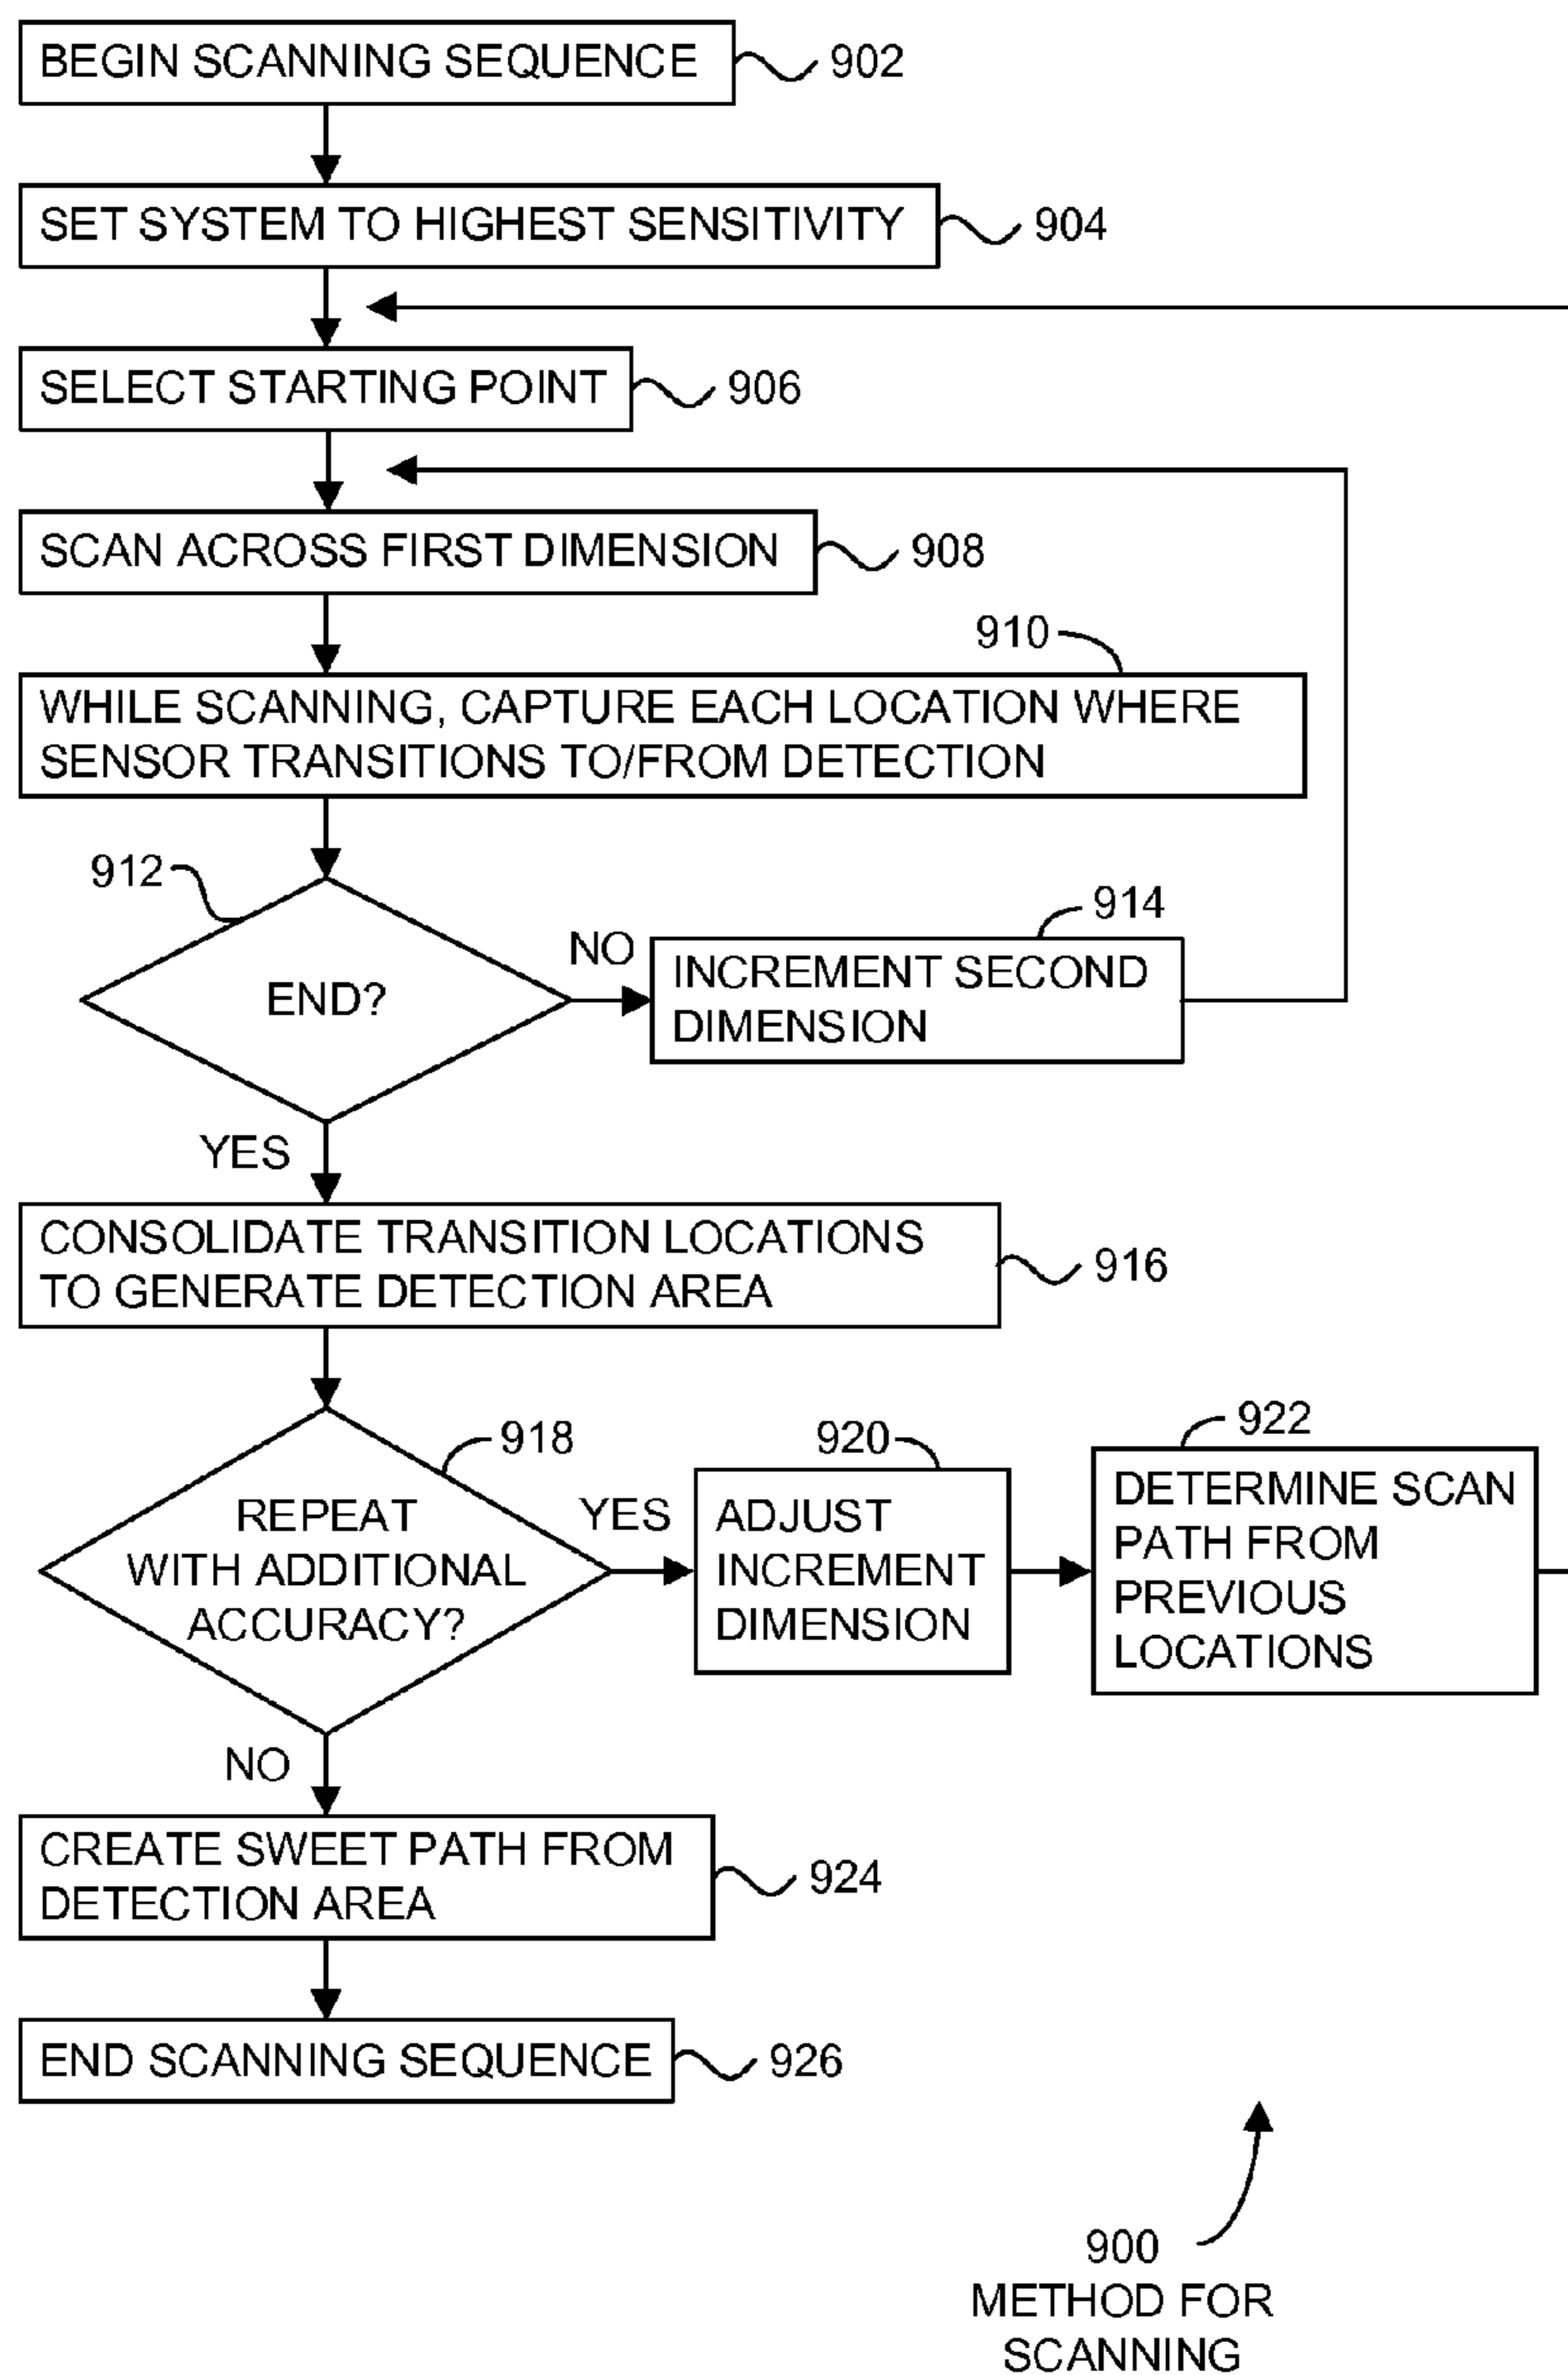 BEGIN SCANNING SEQUENCE
902
SET SYSTEM TO HIGHEST SENSITIVITY
904
SELECT STARTING POINT
906
SCAN ACROSS FIRST DIMENSION
908
910
WHILE SCANNING, CAPTURE EACH LOCATION WHERE
SENSOR TRANSITIONS TO/FROM DETECTION
912
END?
NO
914
INCREMENT SECOND
DIMENSION
YES
CONSOLIDATE TRANSITION LOCATIONS
TO GENERATE DETECTION AREA
916
918
REPEAT
WITH ADDITIONAL
ACCURACY?
YES
920
ADJUST
INCREMENT
DIMENSION
922
DETERMINE SCAN
PATH FROM
PREVIOUS
LOCATIONS
NO
CREATE SWEET PATH FROM
DETECTION AREA
924
END SCANNING SEQUENCE
926
900
METHOD FOR
SCANNING